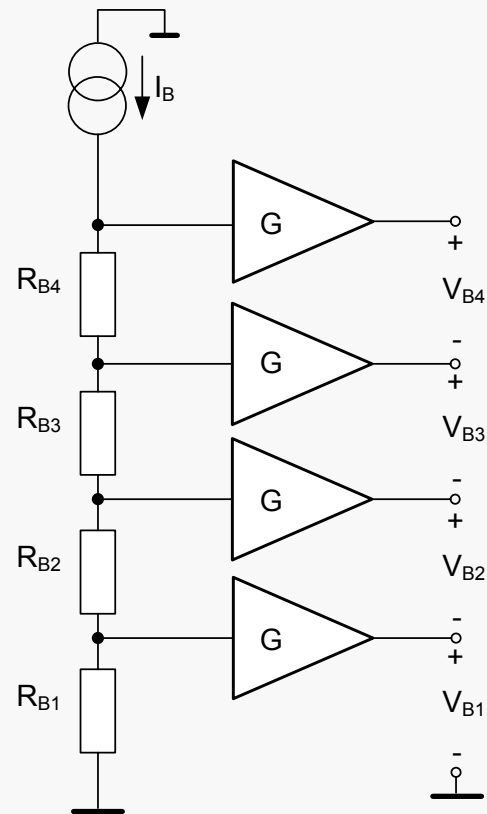 I_B
G
+
R_B4
V_B4
-
G
+
R_B3
V_B3
G
-
+
R_B2
V_B2
G
-
+
R_B1
V_B1
-